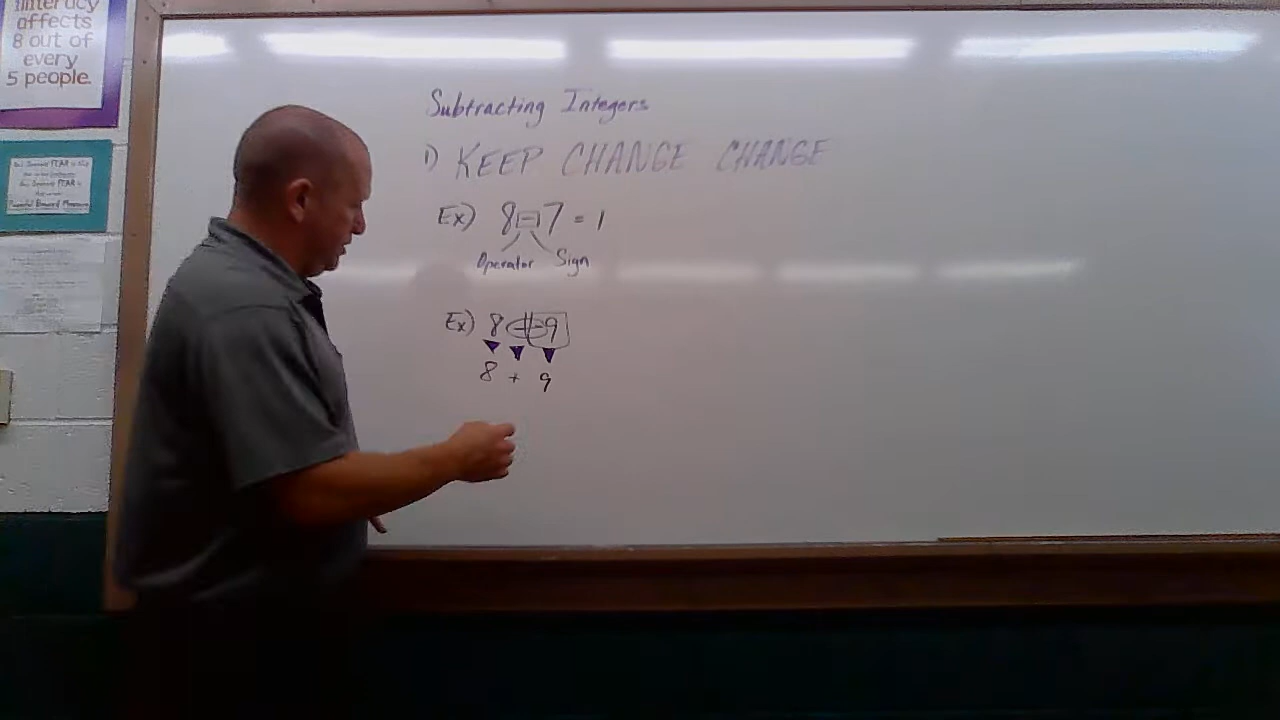 illiteracy
affects
8 out of
every
5 people.
Subtracting Integers
1) KEEP CHANGE CHANGE
Ex) 8 - 7 = 1
Operator Sign
Ex) 8 - -9
8 + 9